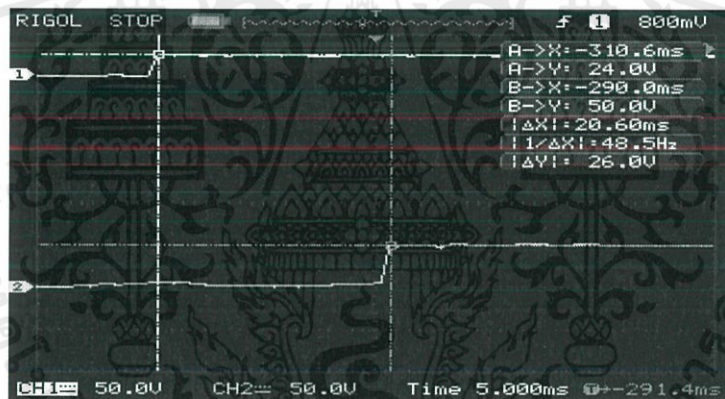 RIGOL STOP 1 800mV
A->X:-310.6ms
1
A->Y: 24.0V
B->X:-290.0ms
B->Y: 50.0V
|ΔX|:20.60ms
|1/ΔX|:48.5Hz
|ΔY|: 26.0V
2
CH1 50.0V CH2 50.0V Time 5.000ms T→-291.4ms